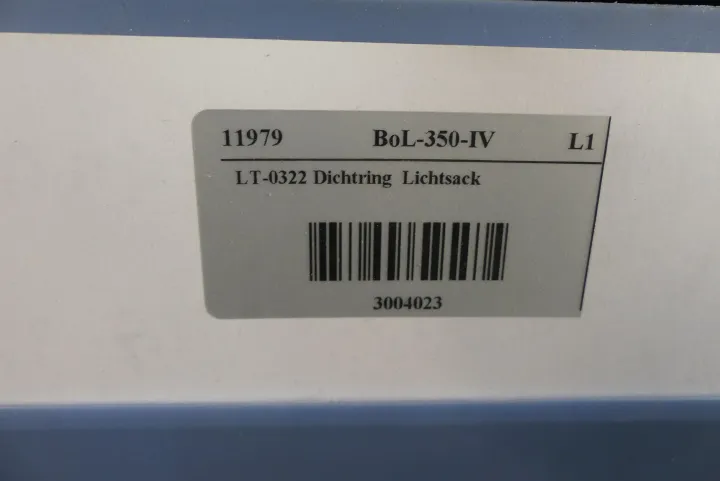 11979 BoL-350-IV L1
LT-0322 Dichtring Lichtsack
3004023